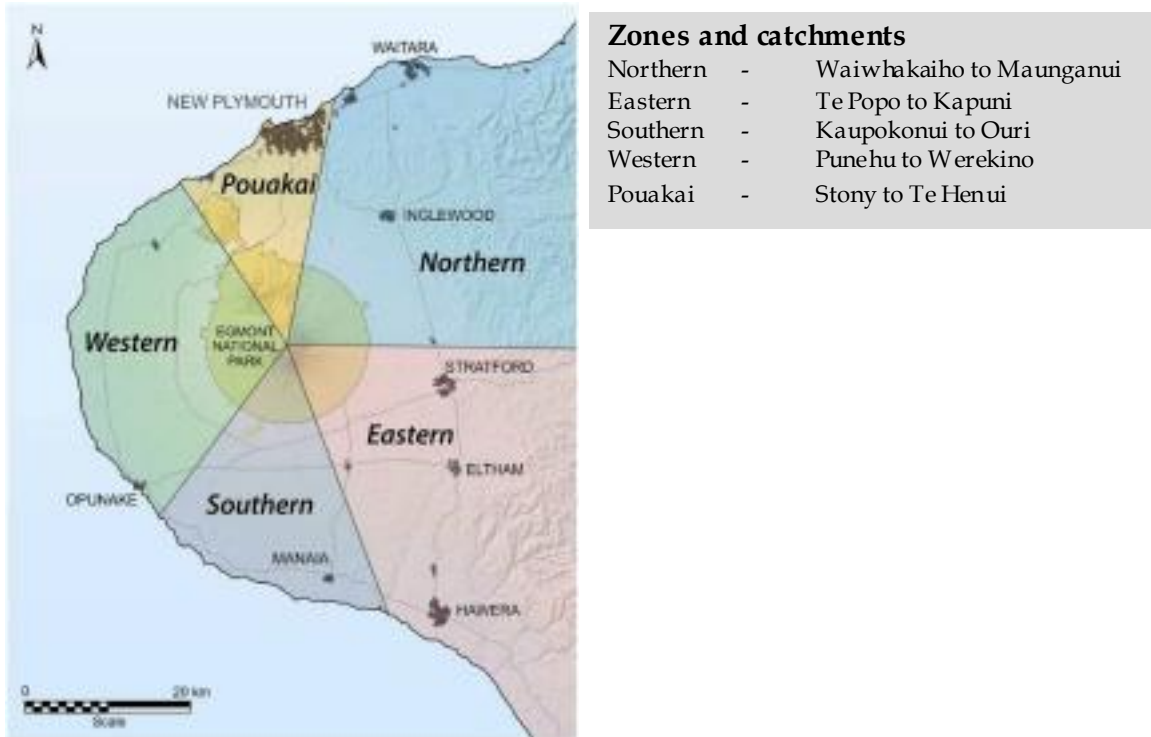 N
WAITARA
NEW PLYMOUTH
Pouakai
INGLEWOOD
Northern
Western
EGMONT
NATIONAL
PARK
STRATFORD
Eastern
ELTHAM
OPUNAKE
Southern
MANAIA
HAWERA
0 20 km
Scale
Zones and catchments
Northern - Waiwhakaiho to Maunganui
Eastern - Te Popo to Kapuni
Southern - Kaupokonui to Ouri
Western - Punehu to Werekino
Pouakai - Stony to Te Henui